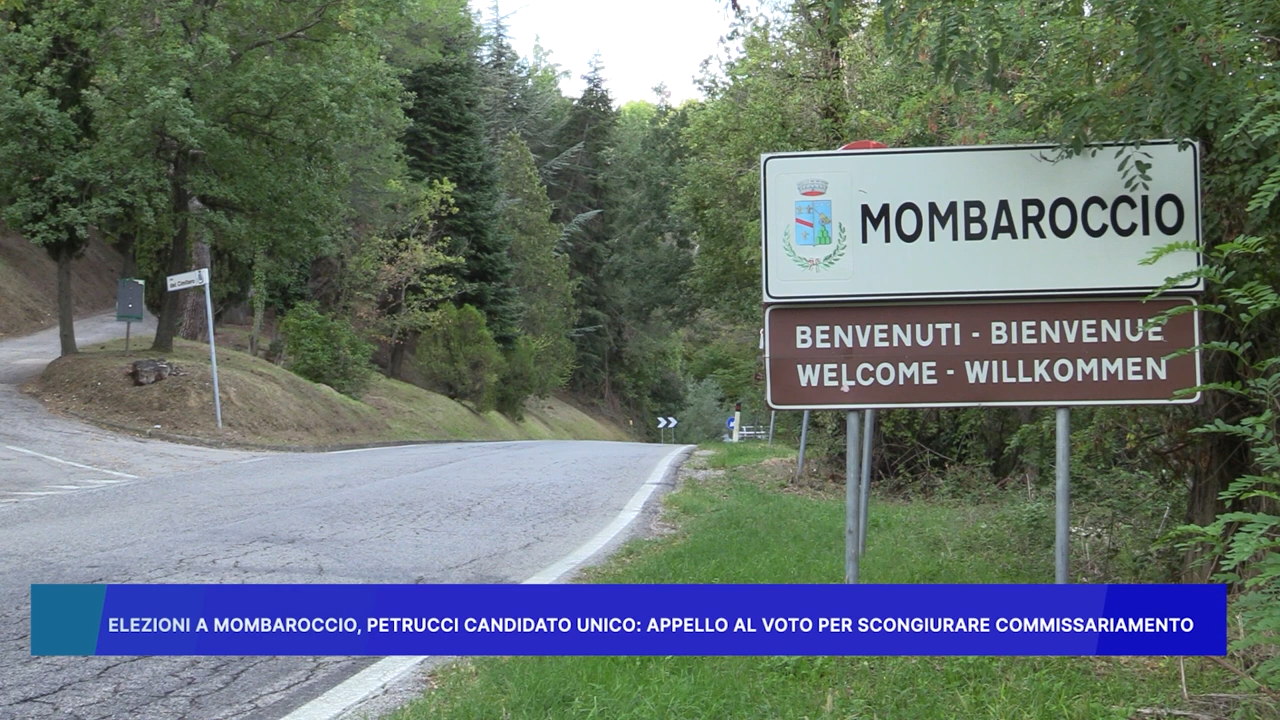 MOMBAROCCIO
BENVENUTI - BIENVENUE
WELCOME - WILLKOMMEN
ELEZIONI A MOMBAROCCIO, PETRUCCI CANDIDATO UNICO: APPELLO AL VOTO PER SCONGIURARE COMMISSARIAMENTO